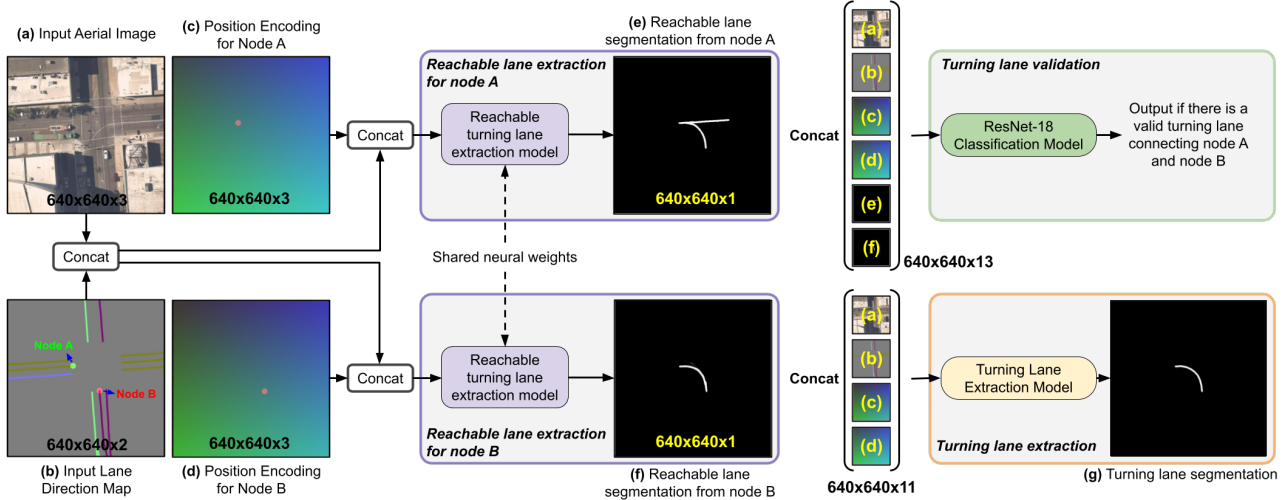 (a) Input Aerial Image
(c) Position Encoding
for Node A
(e) Reachable lane
segmentation from node A
640x640x3
640x640x3
Concat
Reachable lane extraction
for node A
Reachable
turning lane
extraction model
640x640x1
Concat
(a)
(b)
(c)
(d)
(e)
(f)
640x640x13
Turning lane validation
ResNet-18
Classification Model
Output if there is a
valid turning lane
connecting node A
and node B
Concat
Shared neural weights
Node A
Node B
640x640x2
640x640x3
Concat
Reachable
turning lane
extraction model
Reachable lane extraction
for node B
640x640x1
Concat
(a)
(b)
(c)
(d)
640x640x11
Turning Lane
Extraction Model
Turning lane extraction
(b) Input Lane
Direction Map
(d) Position Encoding
for Node B
(f) Reachable lane
segmentation from node B
(g) Turning lane segmentation